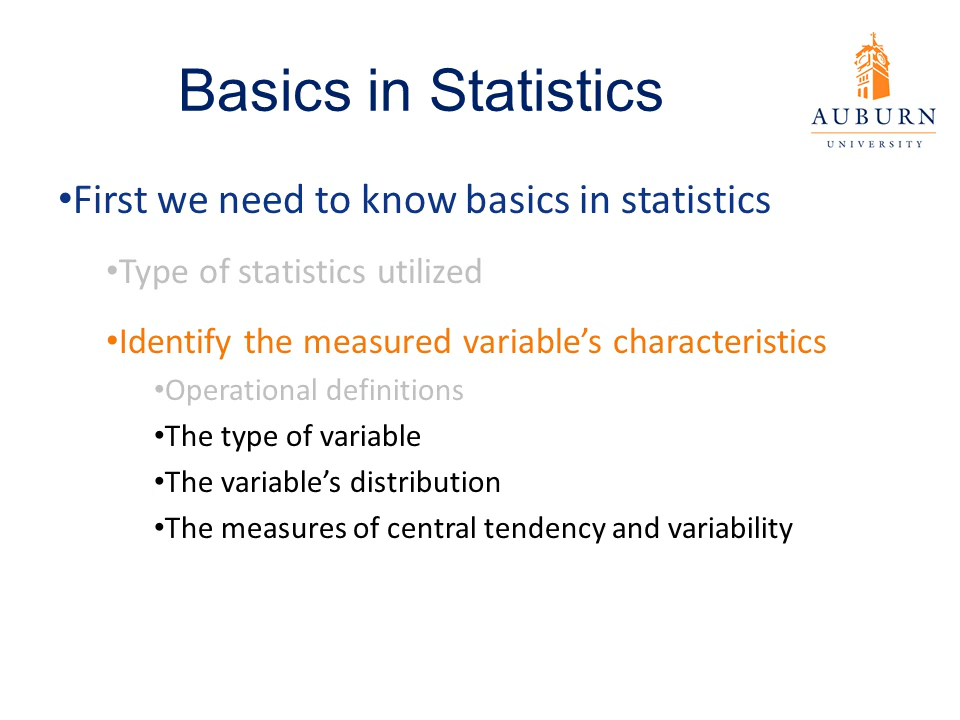 Basics in Statistics
AUBURN
UNIVERSITY
•First we need to know basics in statistics
•Type of statistics utilized
•Identify the measured variable’s characteristics
•Operational definitions
•The type of variable
•The variable’s distribution
•The measures of central tendency and variability